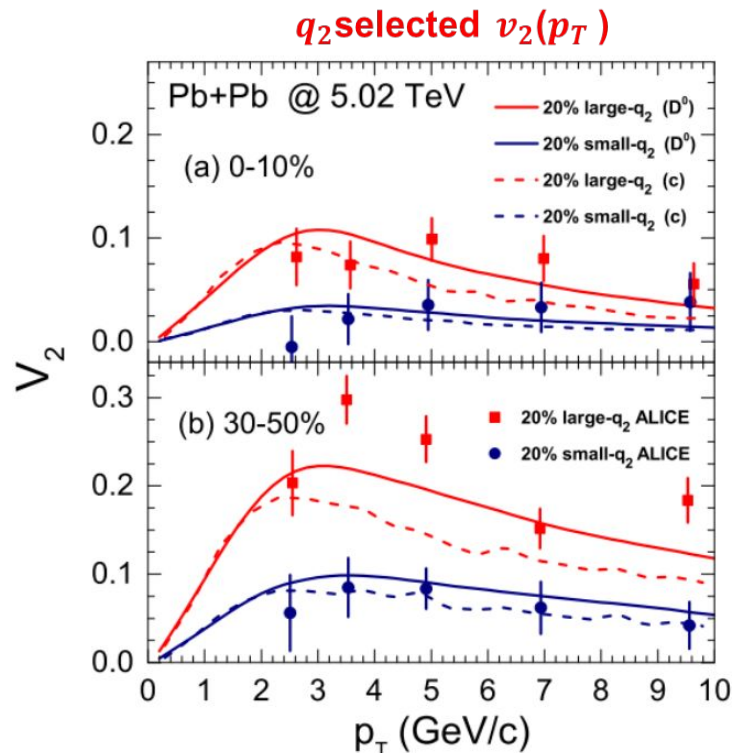 q₂selected v₂(p_T )
Pb+Pb @ 5.02 TeV
20% large-q₂ (D⁰)
20% small-q₂ (D⁰)
20% large-q₂ (c)
20% small-q₂ (c)
(a) 0-10%
0.2
0.1
0.0
V₂
(b) 30-50%
20% large-q₂ ALICE
20% small-q₂ ALICE
0.3
0.2
0.1
0.0
0 1 2 3 4 5 6 7 8 9 10
p_T (GeV/c)